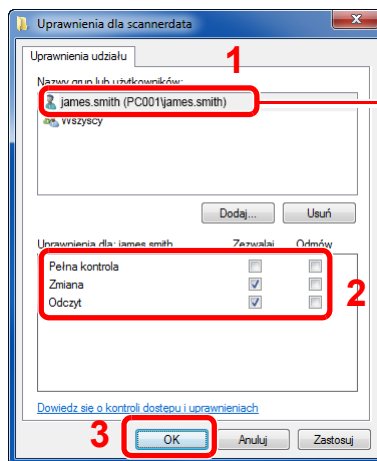 Uprawnienia dla scannerdata
Uprawnienia udziału
1
Nazwy grup lub użytkowników:
james.smith (PC001\james.smith)
Wszyscy
Dodaj... Usuń
Uprawnienia dla: james.smith Zezwalaj Odmów
Pełna kontrola
Zmiana
Odczyt
2
Dowiedz się o kontroli dostępu i uprawnieniach
3
OK Anuluj Zastosuj